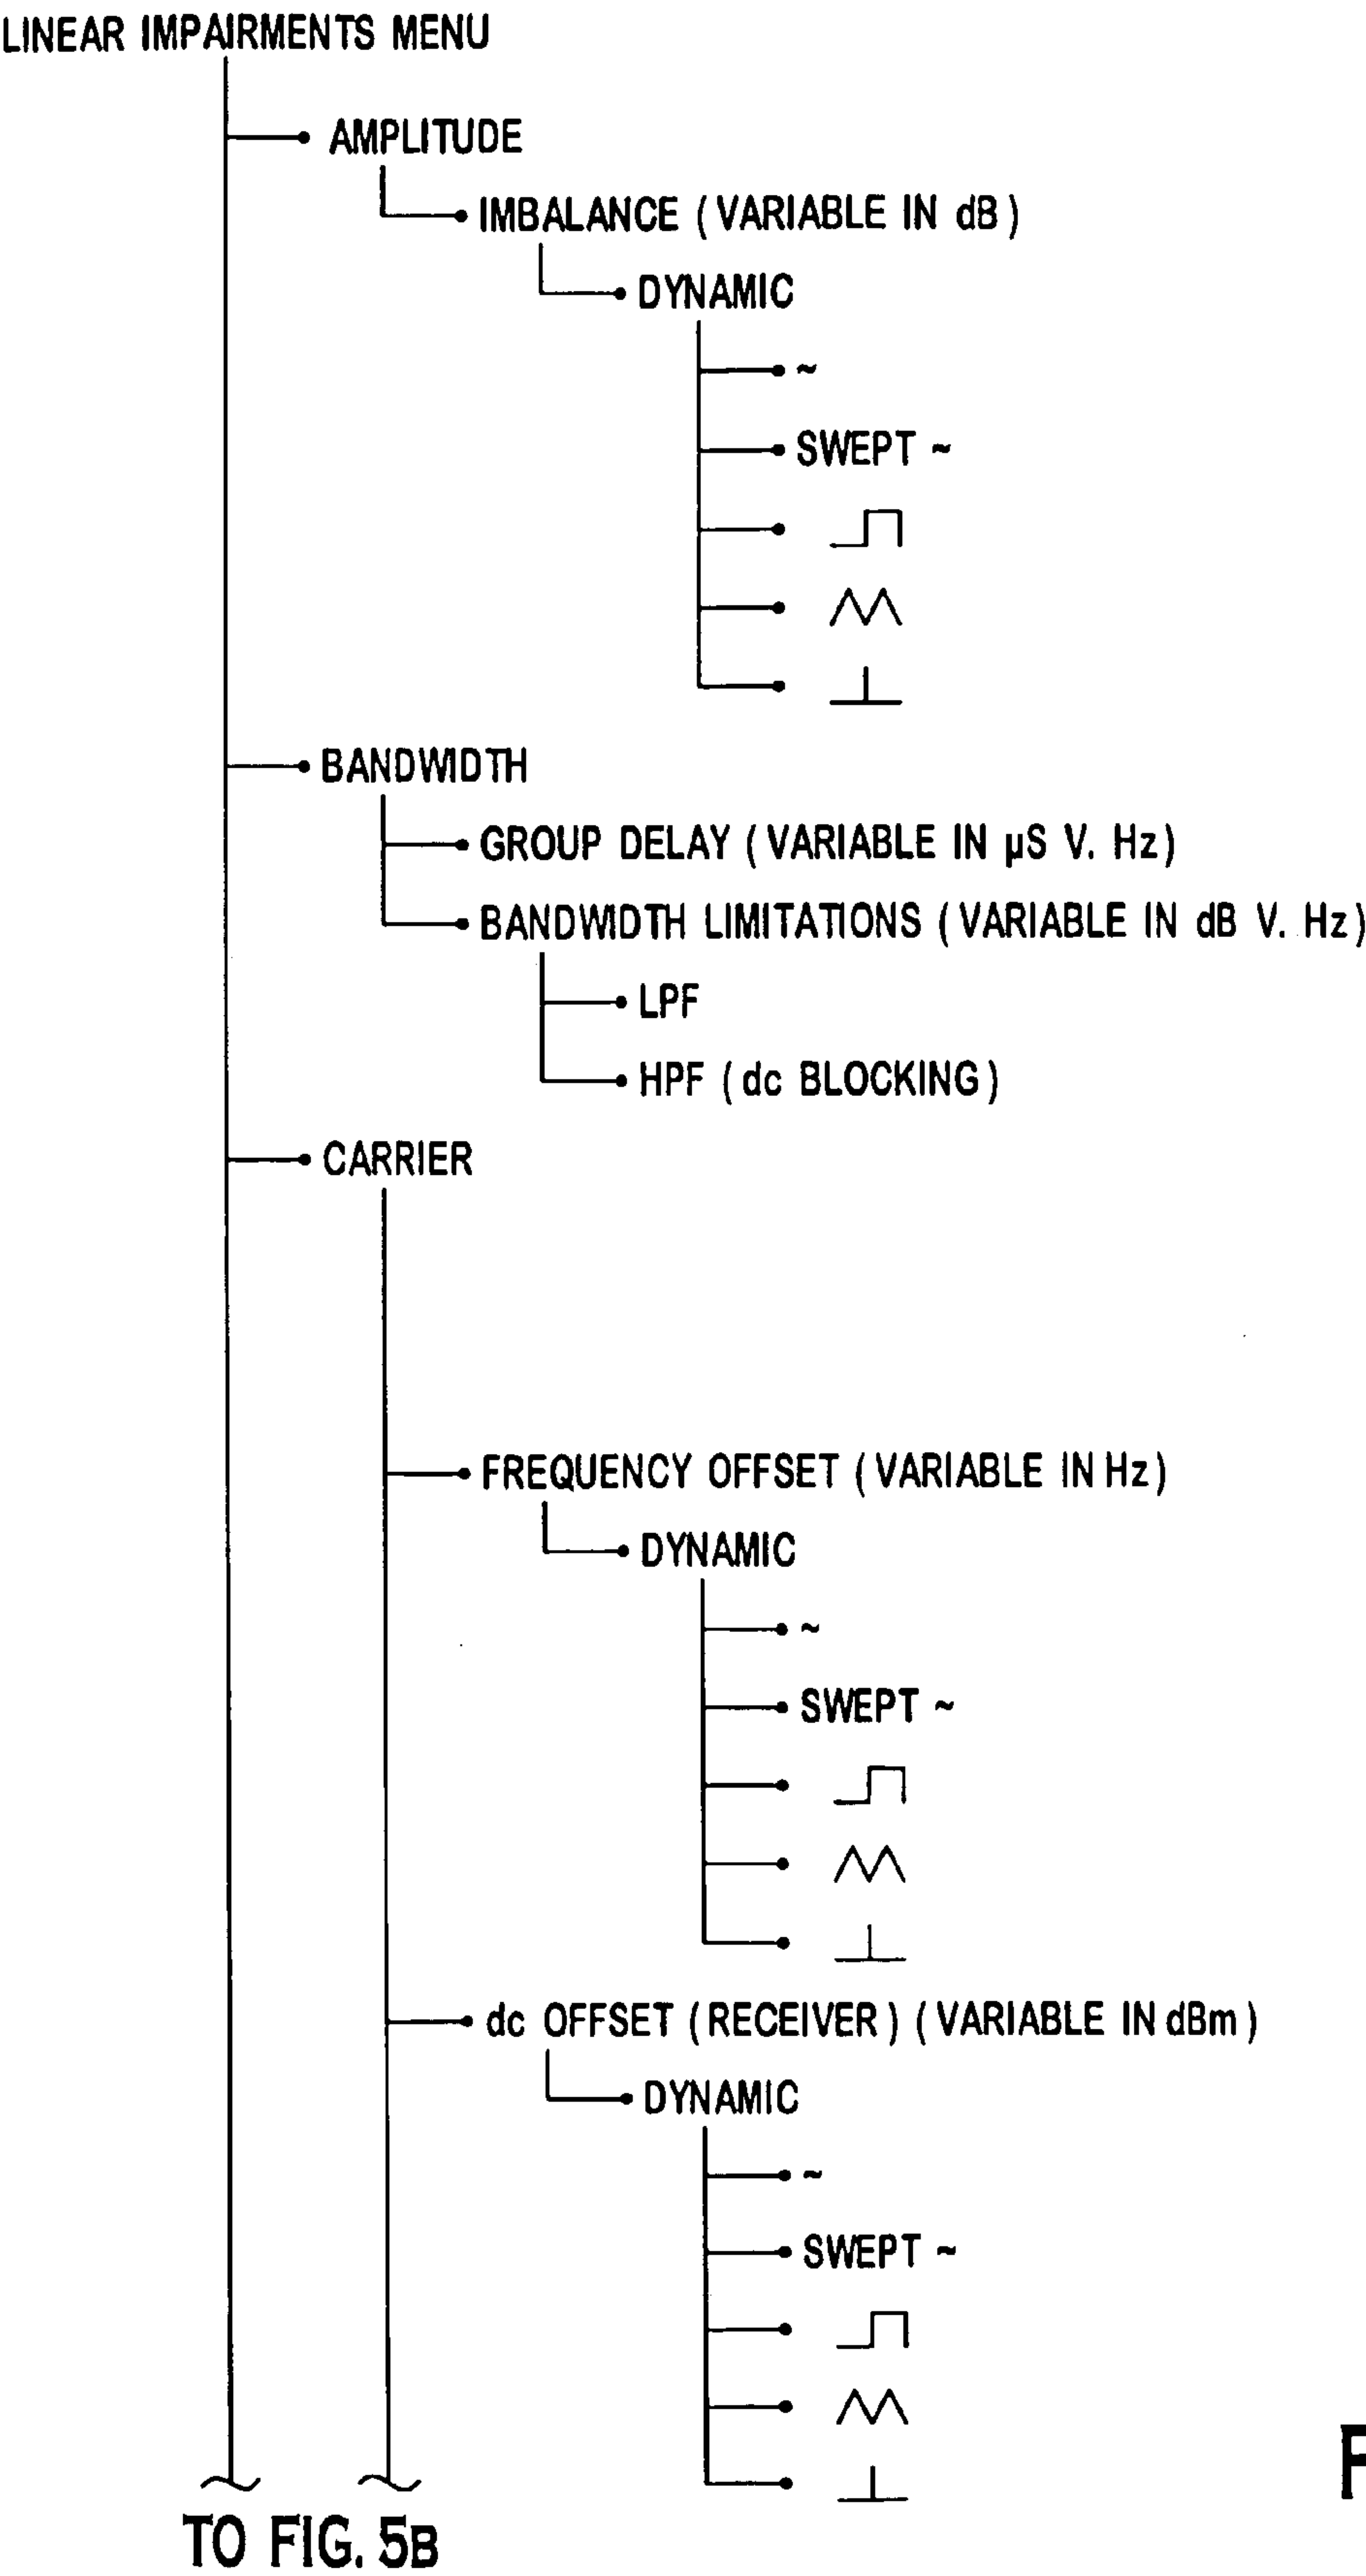 LINEAR IMPAIRMENTS MENU
AMPLITUDE
IMBALANCE (VARIABLE IN dB)
DYNAMIC
~
SWEPT ~
BANDWIDTH
GROUP DELAY (VARIABLE IN µS V. Hz)
BANDWIDTH LIMITATIONS (VARIABLE IN dB V. Hz)
LPF
HPF (dc BLOCKING)
CARRIER
FREQUENCY OFFSET (VARIABLE IN Hz)
DYNAMIC
~
SWEPT ~
dc OFFSET (RECEIVER) (VARIABLE IN dBm)
DYNAMIC
~
SWEPT ~
TO FIG. 5B